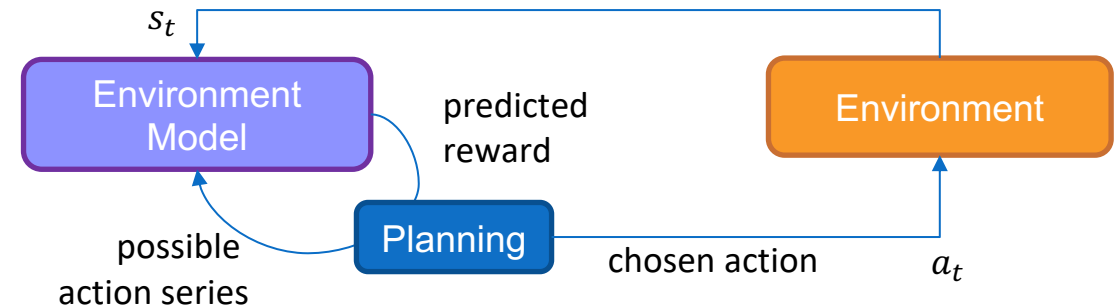 s_t
Environment
Model
predicted
reward
Environment
Planning
possible
action series
chosen action
a_t